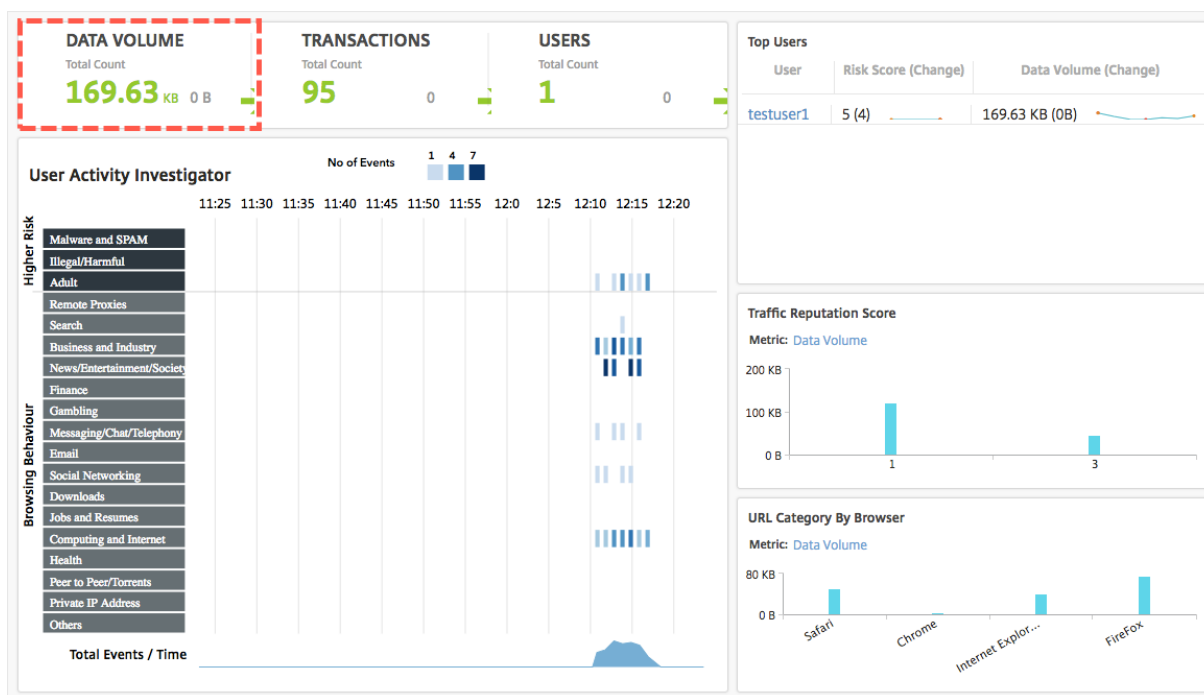 DATA VOLUME
Total Count
169.63 KB 0 B
TRANSACTIONS
Total Count
95 0
USERS
Total Count
1 0
User Activity Investigator
No of Events
1 4 7
11:25 11:30 11:35 11:40 11:45 11:50 11:55 12:0 12:5 12:10 12:15 12:20
Higher Risk
Malware and SPAM
Illegal/Harmful
Adult
Browsing Behaviour
Remote Proxies
Search
Business and Industry
News/Entertainment/Society
Finance
Gambling
Messaging/Chat/Telephony
Email
Social Networking
Downloads
Jobs and Resumes
Computing and Internet
Health
Peer to Peer/Torrents
Private IP Address
Others
Total Events / Time
Top Users
User Risk Score (Change) Data Volume (Change)
testuser1 5 (4) 169.63 KB (0B)
Traffic Reputation Score
Metric: Data Volume
200 KB
100 KB
0 B
1 3
URL Category By Browser
Metric: Data Volume
80 KB
0 B
Safari Chrome Internet Explor... FireFox